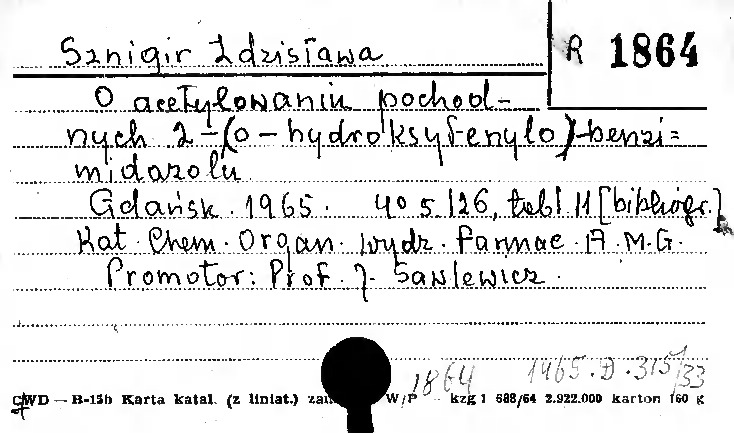 Sznigir Zdzisława R 1864
O acetylowaniu pochod-
nych 2-(o-hydroksyfenylo)-benzi=
midazolu
Gdańsk. 1965. 4° s. 126, tabl 11 [bibliogr.]
Kat. Chem. Organ. Wydz. Farmac. A.M.G.
Promotor: Prof. J. Sawlewicz.
1864 1965.D.315/33
CWD — B-15b Karta katal. (z liniat.) W/P kzg 1 688/64 2.922.000 karton 160 g